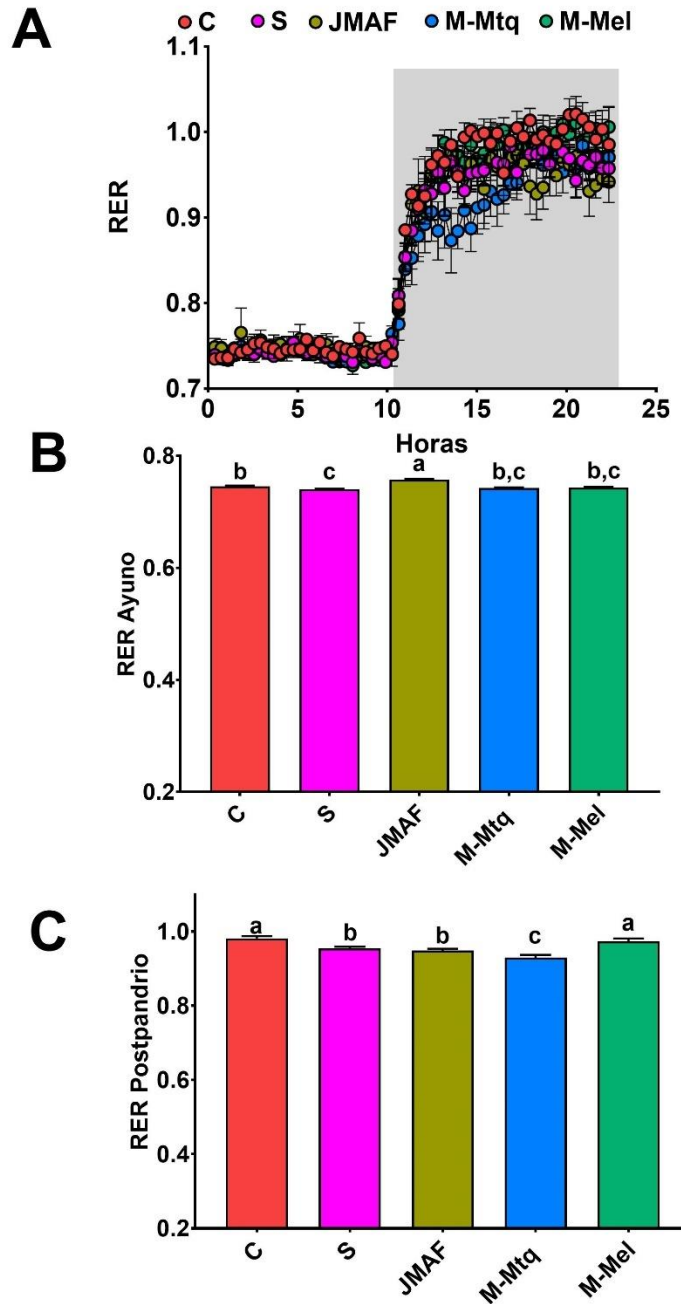 A
C S JMAF M-Mtq M-Mel
1.1
1.0
0.9
0.8
0.7
RER
0 5 10 15 20 25
Horas
B
0.8
0.6
0.4
0.2
RER Ayuno
b c a b,c b,c
C S JMAF M-Mtq M-Mel
C
1.0
0.8
0.6
0.4
0.2
RER Postpandrio
a b b c a
C S JMAF M-Mtq M-Mel